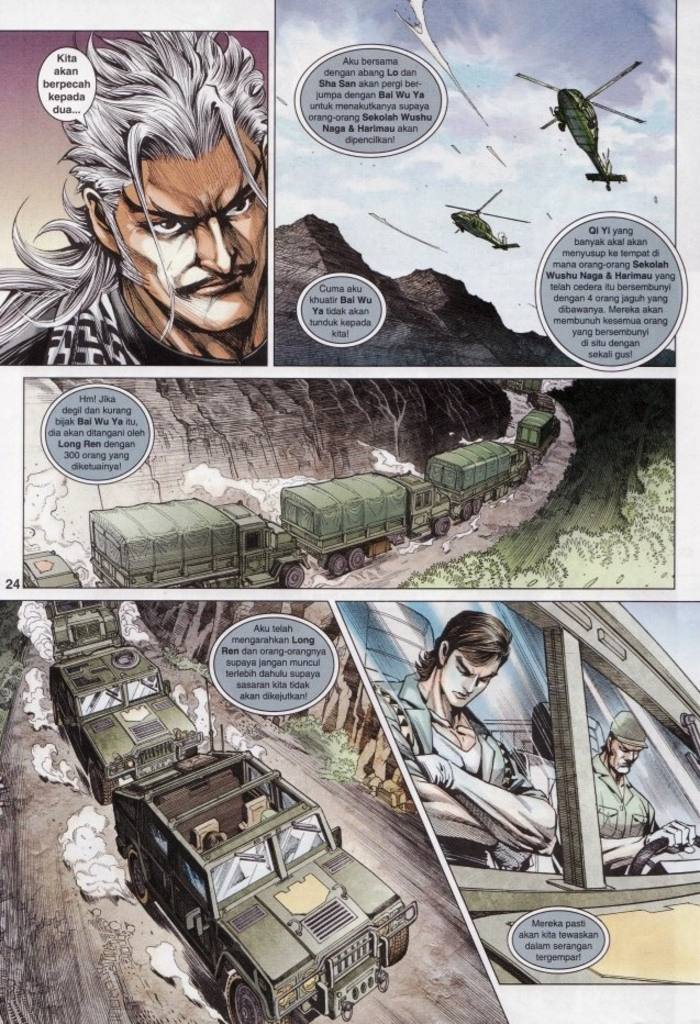 Kita
akan
berpecah
kepada
dua...
Aku bersama
dengan abang Lo dan
Sha San akan pergi ber-
jumpa dengan Bai Wu Ya
untuk menakutkanya supaya
orang-orang Sekolah Wushu
Naga & Harimau akan
dipencilkan!
Cuma aku
khuatir Bai Wu
Ya tidak akan
tunduk kepada
kita!
Qi Yi yang
banyak akal akan
menyusup ke tempat di
mana orang-orang Sekolah
Wushu Naga & Harimau yang
telah cedera itu bersembunyi
dengan 4 orang jaguh yang
dibawanya. Mereka akan
membunuh kesemua orang
yang bersembunyi
di situ dengan
sekali gus!
Hm! Jika
degil dan kurang
bijak Bai Wu Ya itu,
dia akan ditangani oleh
Long Ren dengan
300 orang yang
diketuainya!
24
Aku telah
mengarahkan Long
Ren dan orang-orangnya
supaya jangan muncul
terlebih dahulu supaya
sasaran kita tidak
akan dikejutkan!
Mereka pasti
akan kita tewaskan
dalam serangan
tergempar!